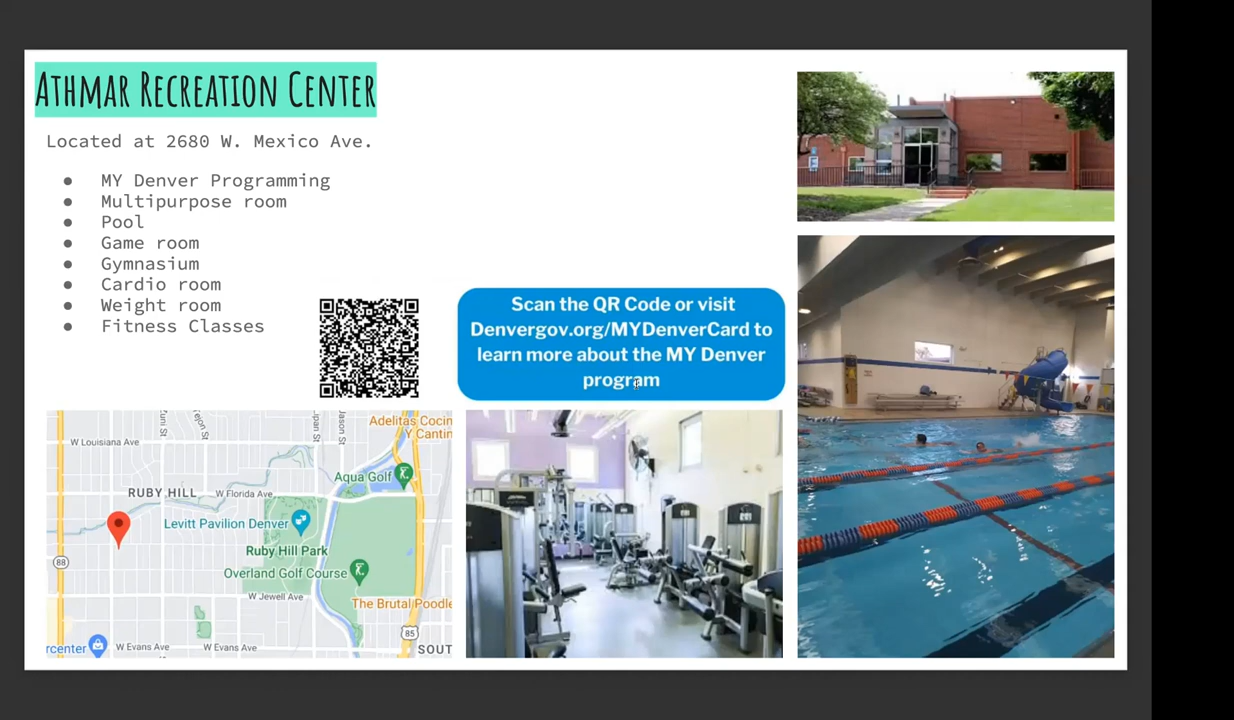 Athmar Recreation Center
Located at 2680 W. Mexico Ave.
● MY Denver Programming
● Multipurpose room
● Pool
● Game room
● Gymnasium
● Cardio room
● Weight room
● Fitness Classes
Scan the QR Code or visit
Denvergov.org/MYDenverCard to
learn more about the MY Denver
program
Adelitas Cocin
Y Cantin
W Louisiana Ave
Aqua Golf
RUBY HILL
W Florida Ave
Levitt Pavilion Denver
Ruby Hill Park
88
Overland Golf Course
W Jewell Ave
The Brutal Poodle
85
rcenter
W Evans Ave
W Evans Ave
SOUT